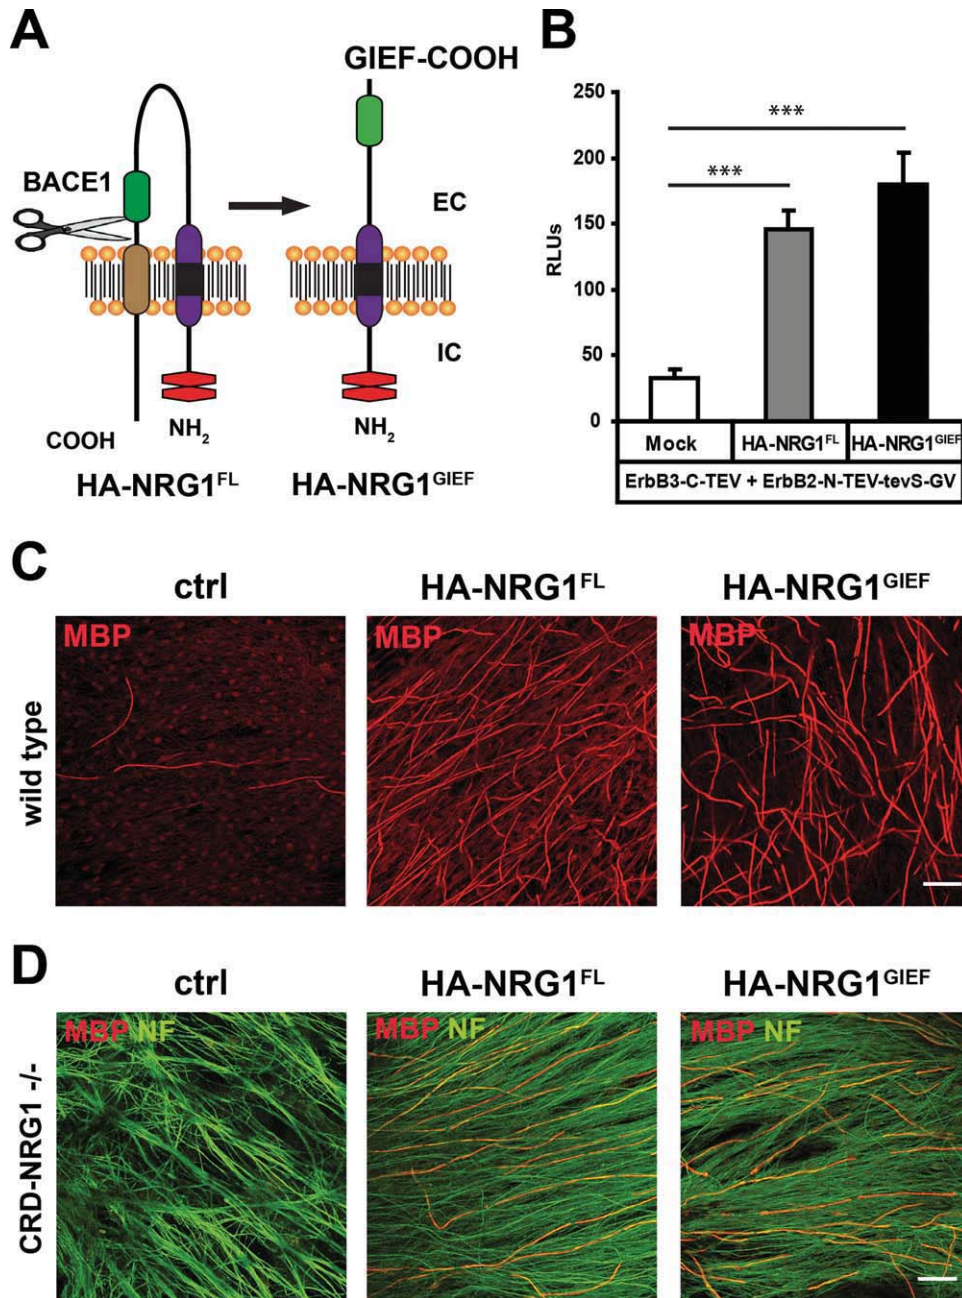 A
GIEF-COOH
BACE1
EC
IC
COOH
NH₂
NH₂
HA-NRG1ᶠᴸ
HA-NRG1ᴳᴵᴱᶠ
B
250
200
150
100
50
0
RLUs
***
***
Mock
HA-NRG1ᶠᴸ
HA-NRG1ᴳᴵᴱᶠ
ErbB3-C-TEV + ErbB2-N-TEV-tevS-GV
C
ctrl
HA-NRG1ᶠᴸ
HA-NRG1ᴳᴵᴱᶠ
wild type
MBP
MBP
MBP
D
ctrl
HA-NRG1ᶠᴸ
HA-NRG1ᴳᴵᴱᶠ
CRD-NRG1 -/-
MBP NF
MBP NF
MBP NF